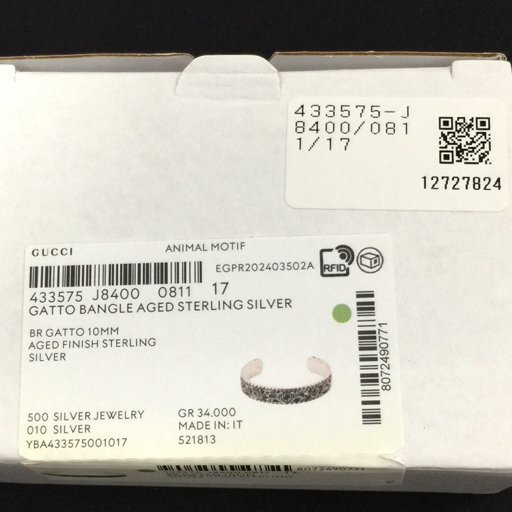 433575-J
8400/081
1/17
12727824
GUCCI
ANIMAL MOTIF
EGPR202403502A
RFID
433575 J8400 0811 17
GATTO BANGLE AGED STERLING SILVER
BR GATTO 10MM
AGED FINISH STERLING
SILVER
8072490771
500 SILVER JEWELRY
GR 34.000
010 SILVER
MADE IN: IT
YBA433575001017
521813
8072490771